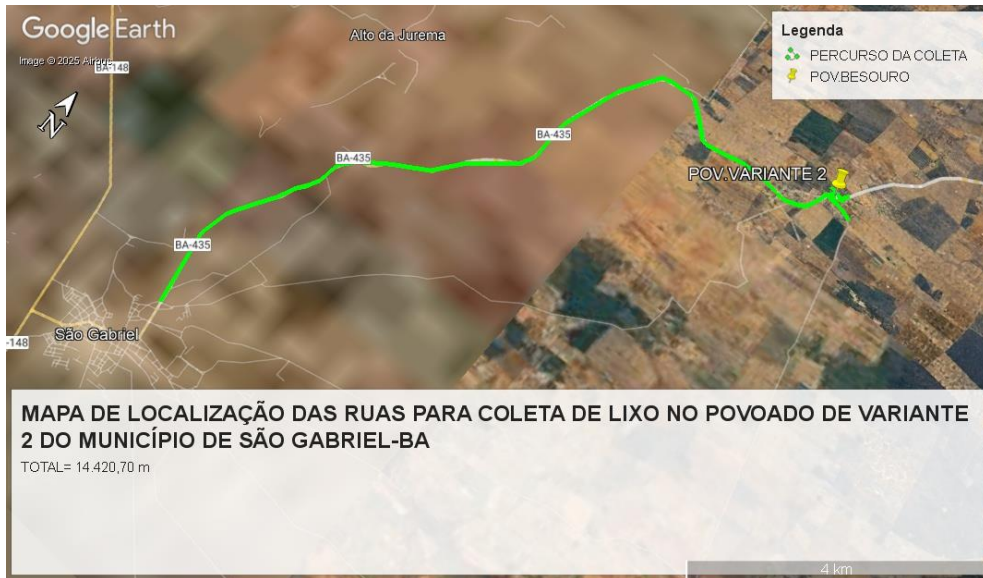 Google Earth
Image © 2025 Airbus
BA-148
Alto da Jurema
Legenda
PERCURSO DA COLETA
POV.BESOURO
N
BA-435
BA-435
POV.VARIANTE 2
BA-435
São Gabriel
-148
MAPA DE LOCALIZAÇÃO DAS RUAS PARA COLETA DE LIXO NO POVOADO DE VARIANTE
2 DO MUNICÍPIO DE SÃO GABRIEL-BA
TOTAL= 14.420,70 m
4 km